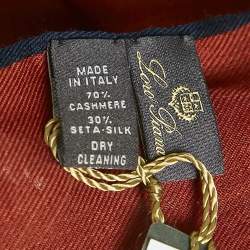 MADE
IN ITALY
70%
CASHMERE
30%
SETA-SILK
DRY
CLEANING
Loro Piana